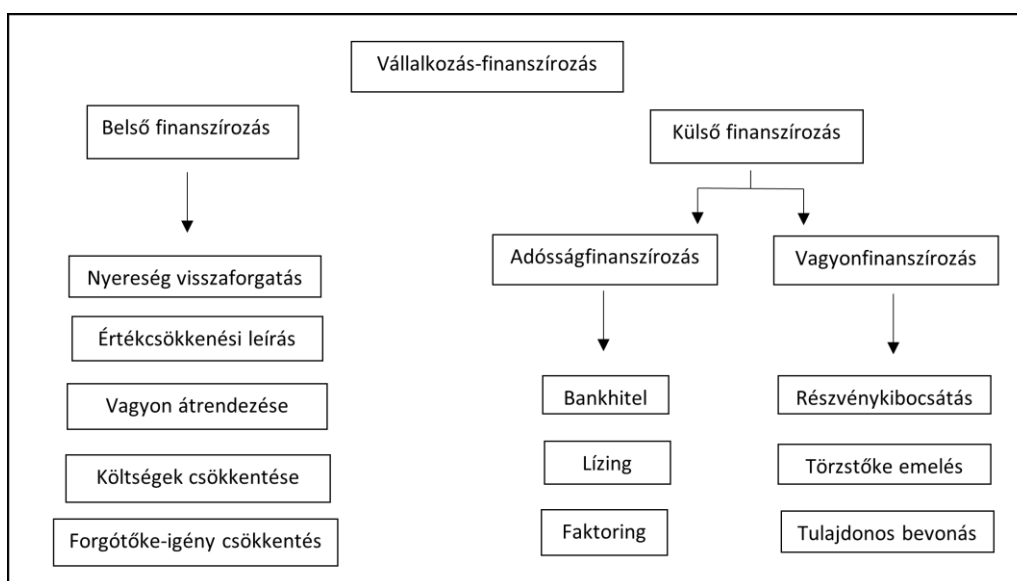 Vállalkozás-finanszírozás
Belső finanszírozás
Külső finanszírozás
Adósságfinanszírozás
Vagyonfinanszírozás
Nyereség visszaforgatás
Értékcsökkenési leírás
Vagyon átrendezése
Költségek csökkentése
Forgótőke-igény csökkentés
Bankhitel
Lízing
Faktoring
Részvénykibocsátás
Törzstőke emelés
Tulajdonos bevonás